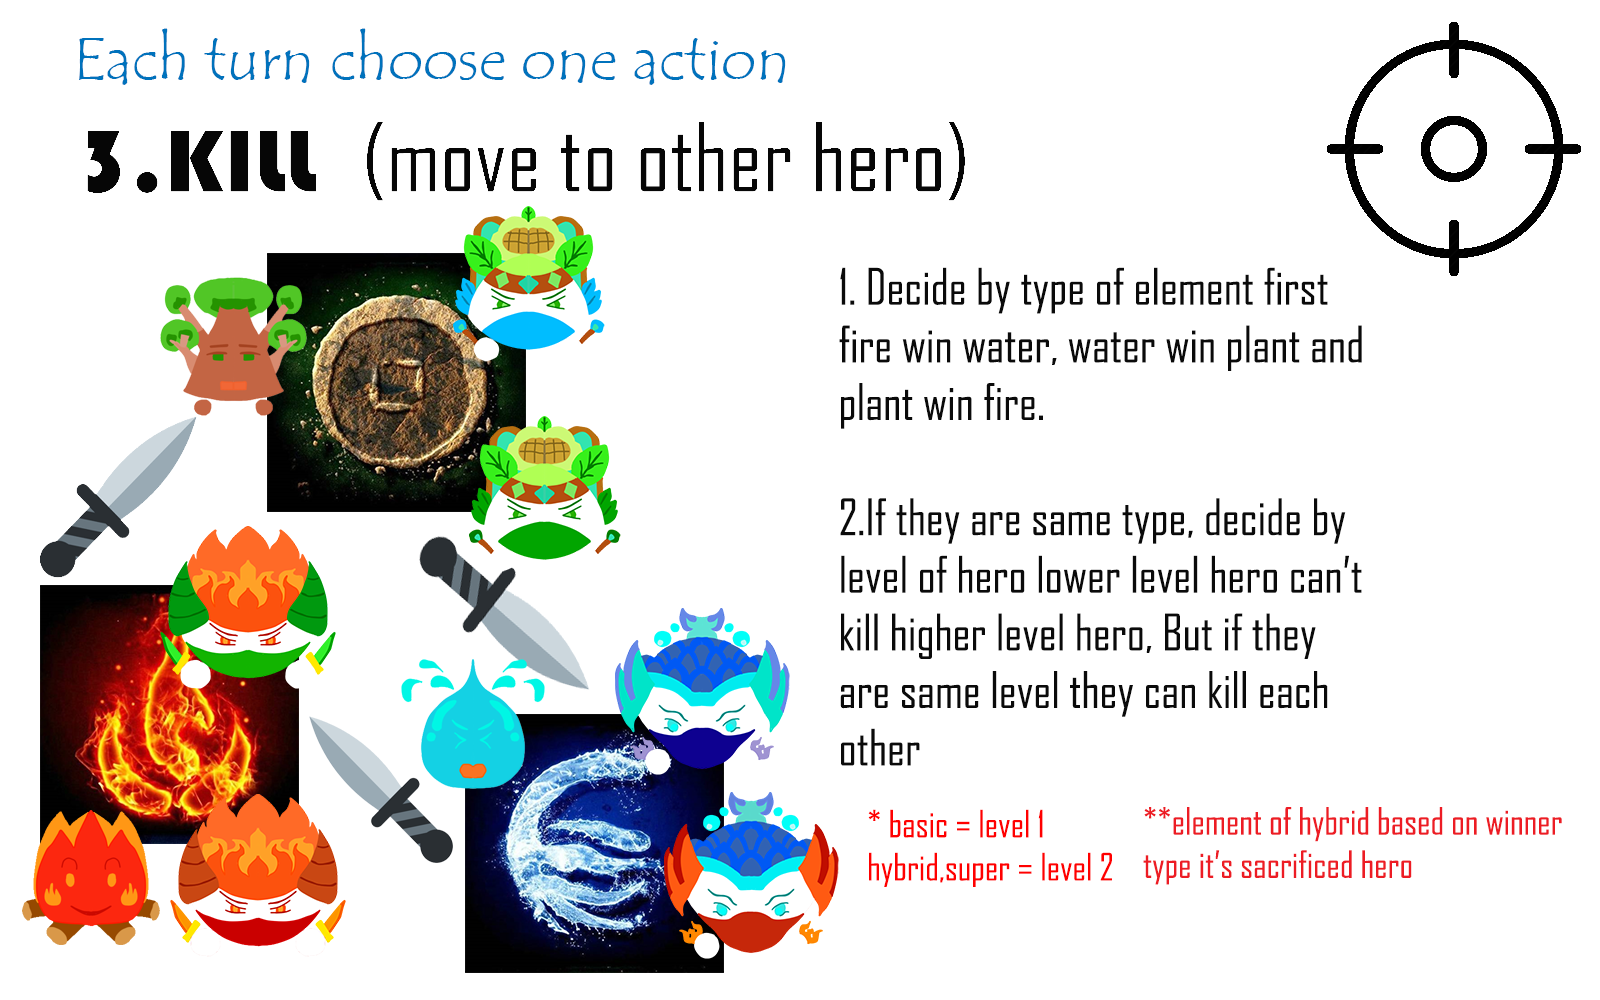 Each turn choose one action
3.KILL (move to other hero)
1. Decide by type of element first
fire win water, water win plant and
plant win fire.
2.If they are same type, decide by
level of hero lower level hero can't
kill higher level hero, But if they
are same level they can kill each
other
* basic = level 1
hybrid,super = level 2
**element of hybrid based on winner
type it's sacrificed hero